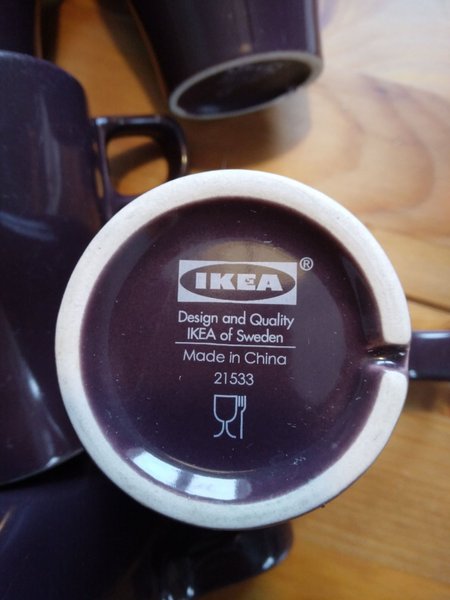 IKEA®
Design and Quality
IKEA of Sweden
Made in China
21533